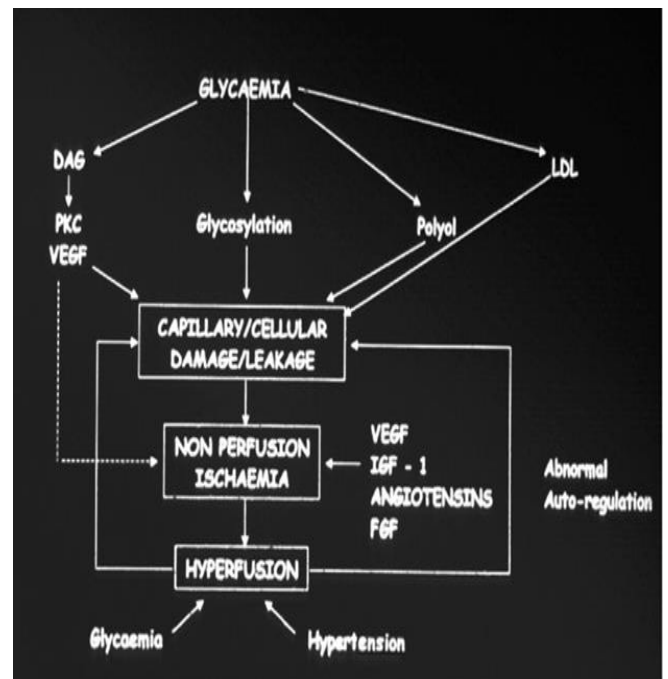 GLYCAEMIA
DAG
LDL
PKC
VEGF
Glycosylation
Polyol
CAPILLARY/CELLULAR
DAMAGE/LEAKAGE
NON PERFUSION
ISCHAEMIA
VEGF
IGF - 1
ANGIOTENSINS
FGF
Abnormal
Auto-regulation
HYPERFUSION
Glycaemia
Hypertension